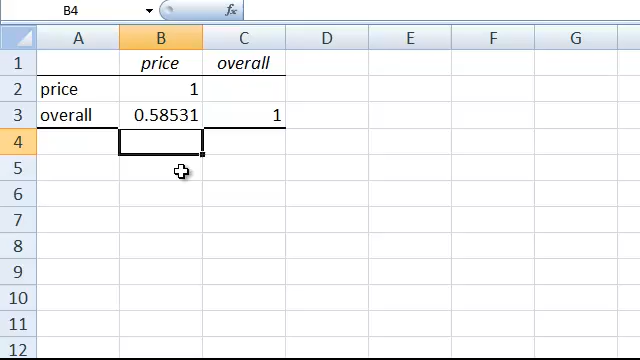 B4 fx
A B C D E F G
1 price overall
2 price 1
3 overall 0.58531 1
4
5
6
7
8
9
10
11
12